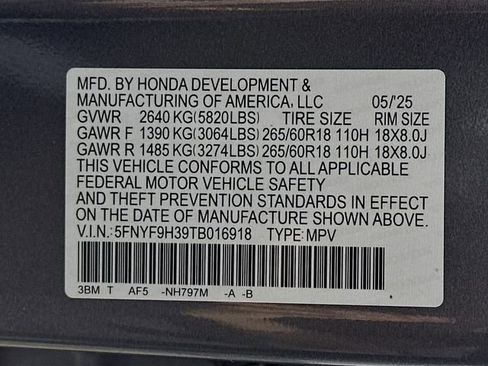 MFD. BY HONDA DEVELOPMENT &
MANUFACTURING OF AMERICA, LLC 05/'25
GVWR 2640 KG(5820LBS) TIRE SIZE RIM SIZE
GAWR F 1390 KG(3064LBS) 265/60R18 110H 18X8.0J
GAWR R 1485 KG(3274LBS) 265/60R18 110H 18X8.0J
THIS VEHICLE CONFORMS TO ALL APPLICABLE
FEDERAL MOTOR VEHICLE SAFETY
AND THEFT PREVENTION STANDARDS IN EFFECT
ON THE DATE OF MANUFACTURE SHOWN ABOVE.
V.I.N.: 5FNYF9H39TB016918 TYPE: MPV
3BM T AF5 -NH797M -A -B